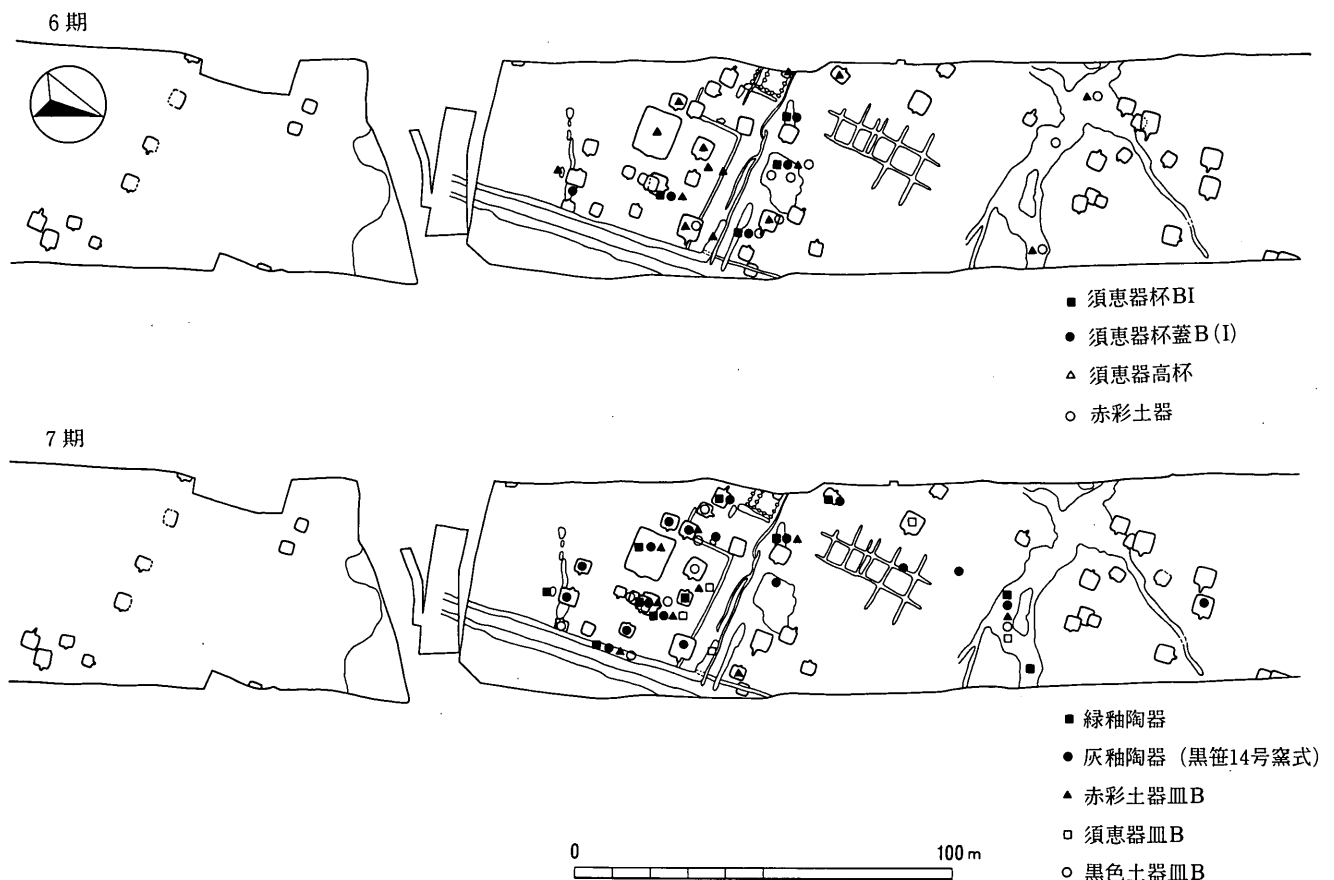 6期
■ 須恵器杯BI
● 須恵器杯蓋B(I)
△ 須恵器高杯
○ 赤彩土器
7期
■ 緑釉陶器
● 灰釉陶器（黒笹14号窯式）
▲ 赤彩土器皿B
□ 須恵器皿B
○ 黒色土器皿B
0 100m